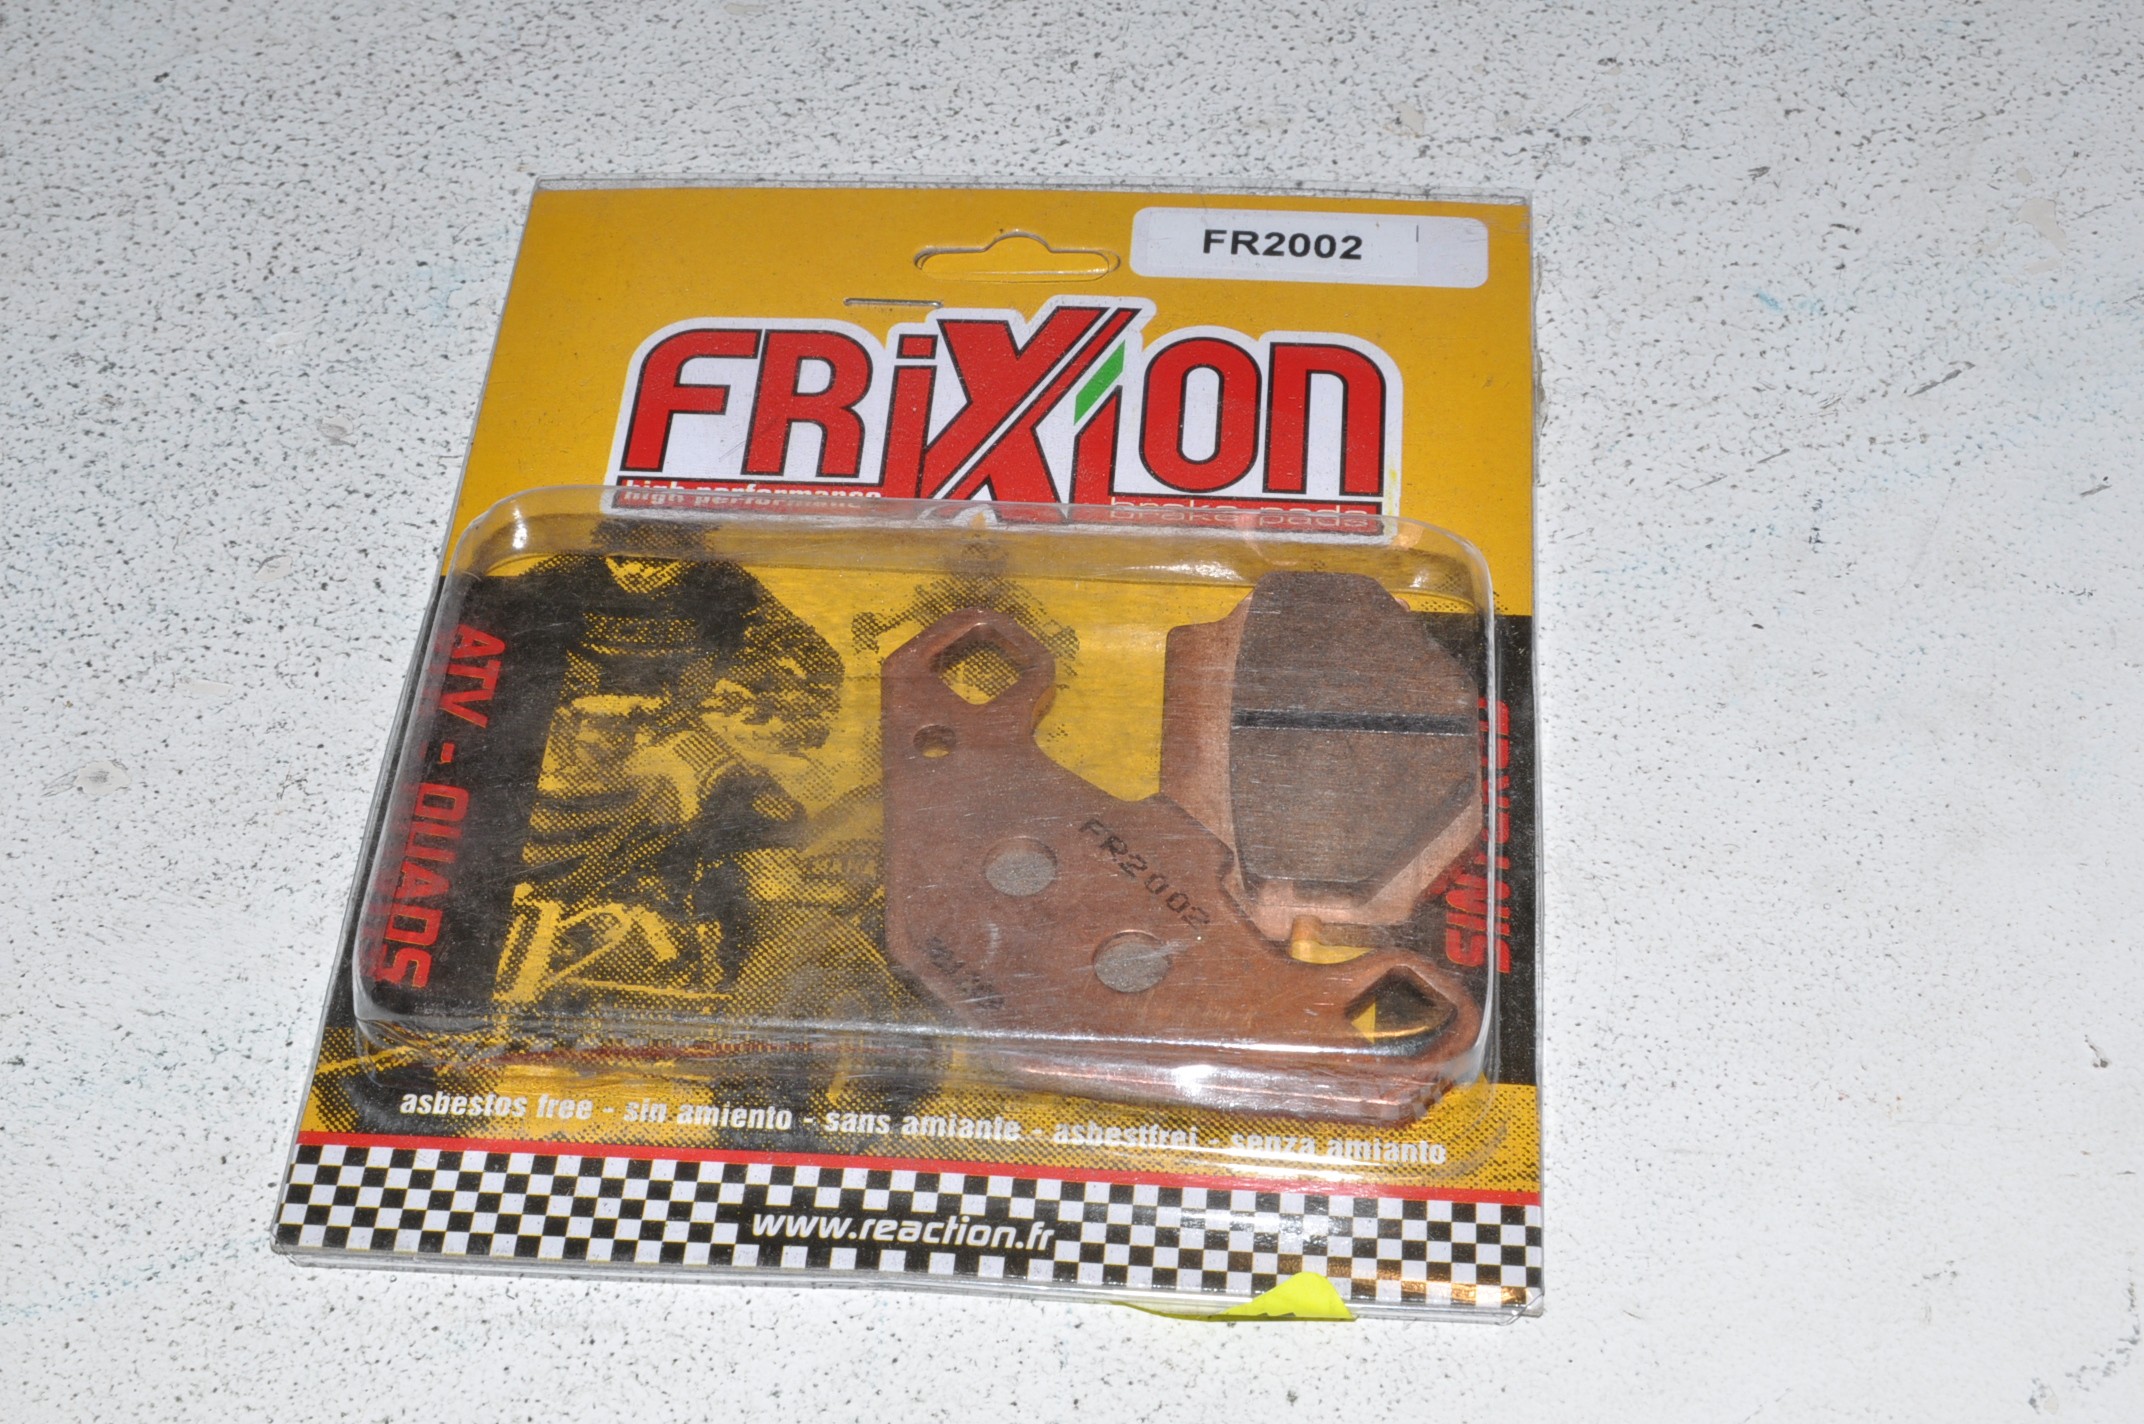 FR2002
FRIXION
high performance
brake pads
ATV - QUADS
FR2002
asbestos free - sin amiento - sans amiante - asbestfrei - senza amianto
www.reaction.fr